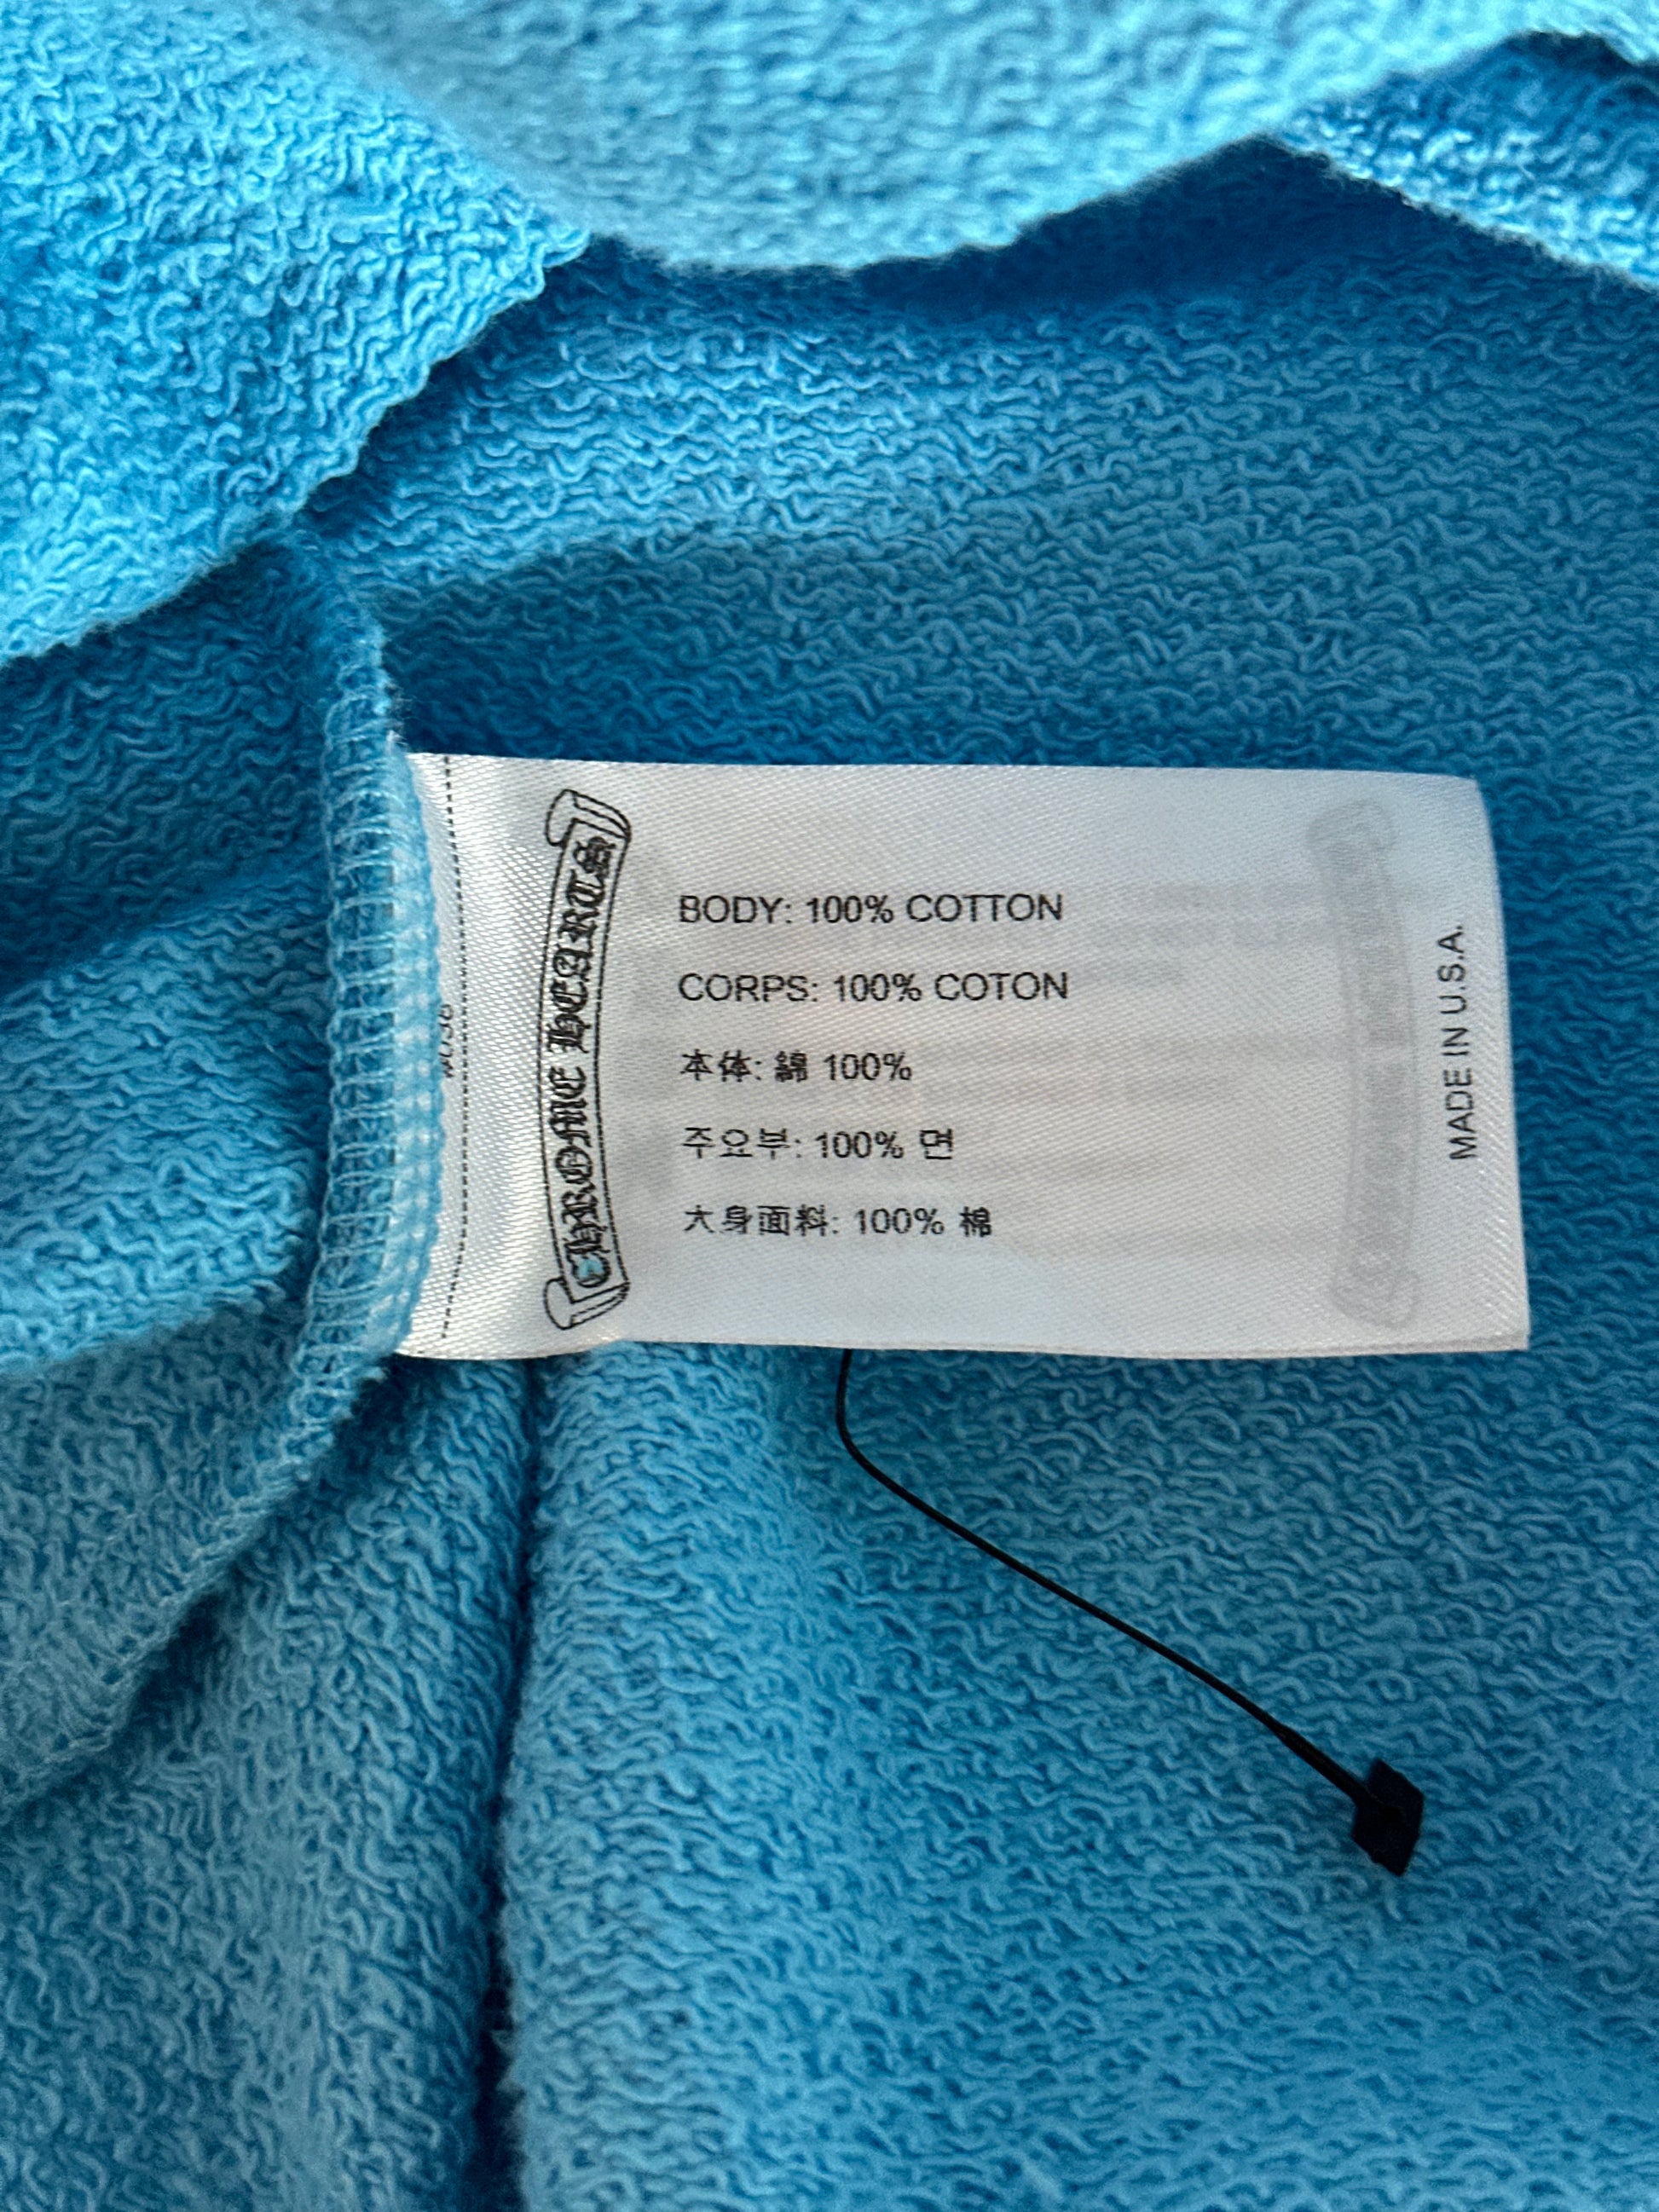 CHROME HEARTS
BODY: 100% COTTON
CORPS: 100% COTON
本体: 綿 100%
주요부: 100% 면
大身面料: 100% 棉
MADE IN U.S.A.